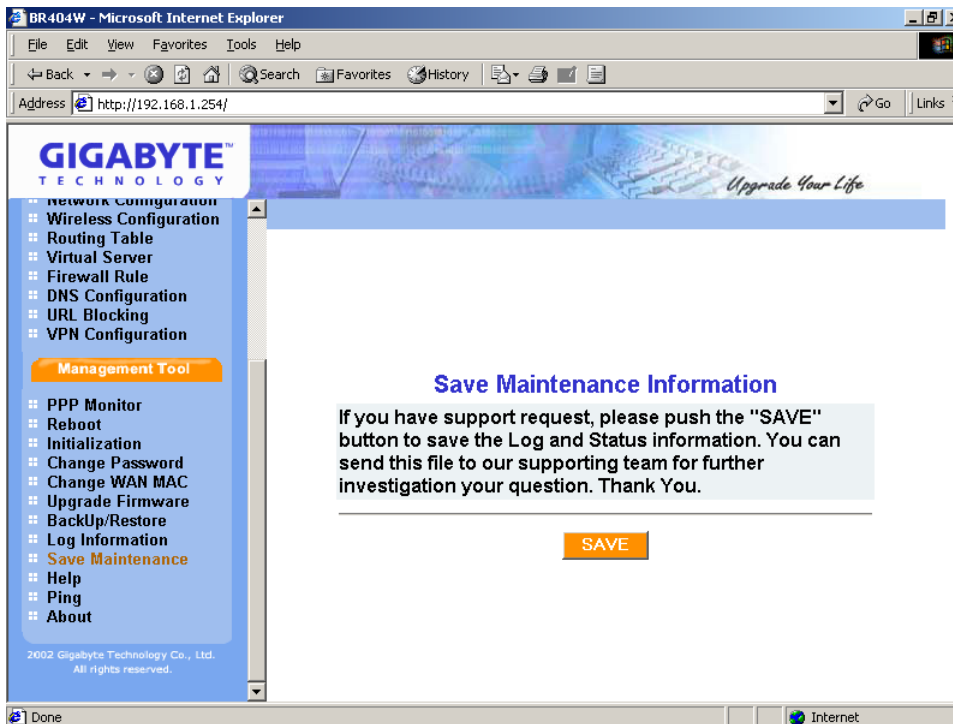 BR404W - Microsoft Internet Explorer
File Edit View Favorites Tools Help
Back Search Favorites History
Address http://192.168.1.254/ Go Links
GIGABYTE™
TECHNOLOGY
Upgrade Your Life
Network Configuration
Wireless Configuration
Routing Table
Virtual Server
Firewall Rule
DNS Configuration
URL Blocking
VPN Configuration
Management Tool
PPP Monitor
Reboot
Initialization
Change Password
Change WAN MAC
Upgrade Firmware
BackUp/Restore
Log Information
Save Maintenance
Help
Ping
About
2002 Gigabyte Technology Co., Ltd.
All rights reserved.
Save Maintenance Information
If you have support request, please push the "SAVE"
button to save the Log and Status information. You can
send this file to our supporting team for further
investigation your question. Thank You.
SAVE
Done Internet